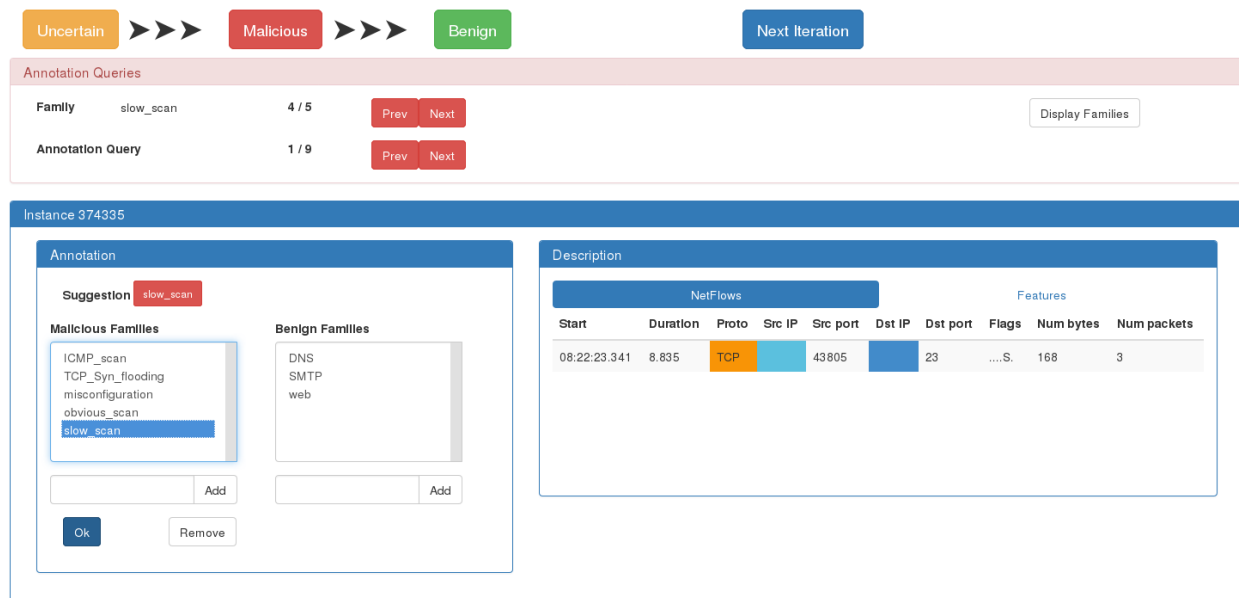 Uncertain Malicious Benign Next Iteration
Annotation Queries
Family slow_scan 4 / 5 Prev Next Display Families
Annotation Query 1 / 9 Prev Next
Instance 374335
Annotation
Suggestion slow_scan
Malicious Families Benign Families
ICMP_scan DNS
TCP_Syn_flooding SMTP
misconfiguration web
obvious_scan
slow_scan
Add Add
Ok Remove
Description
NetFlows Features
Start Duration Proto Src IP Src port Dst IP Dst port Flags Num bytes Num packets
08:22:23.341 8.835 TCP 43805 23 ....S. 168 3